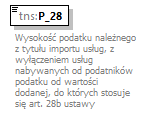 tns:P_28
Wysokość podatku należnego
z tytułu importu usług, z
wyłączeniem usług
nabywanych od podatników
podatku od wartości
dodanej, do których stosuje
się art. 28b ustawy